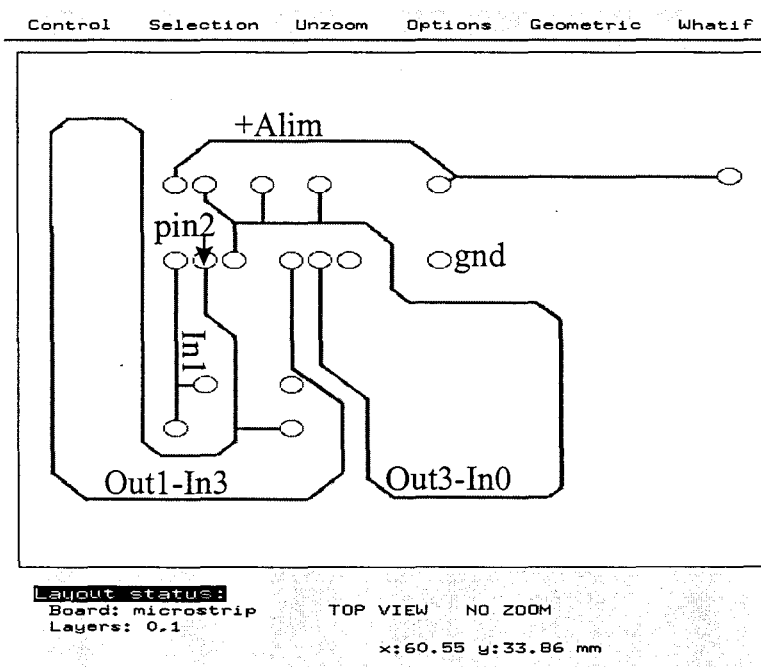 Control Selection Unzoom Options Geometric Whatif
+Alim
pin2
gnd
In1
Out1-In3
Out3-In0
Layout status:
Board: microstrip TOP VIEW NO ZOOM
Layers: 0,1
x:60.55 y:33.86 mm